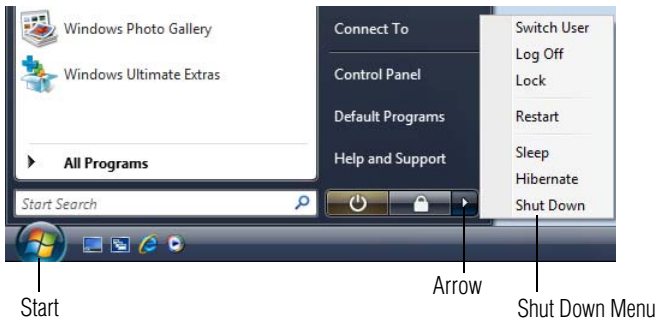 Windows Photo Gallery
Windows Ultimate Extras
All Programs
Start Search
Connect To
Control Panel
Default Programs
Help and Support
Switch User
Log Off
Lock
Restart
Sleep
Hibernate
Shut Down
Start
Arrow
Shut Down Menu